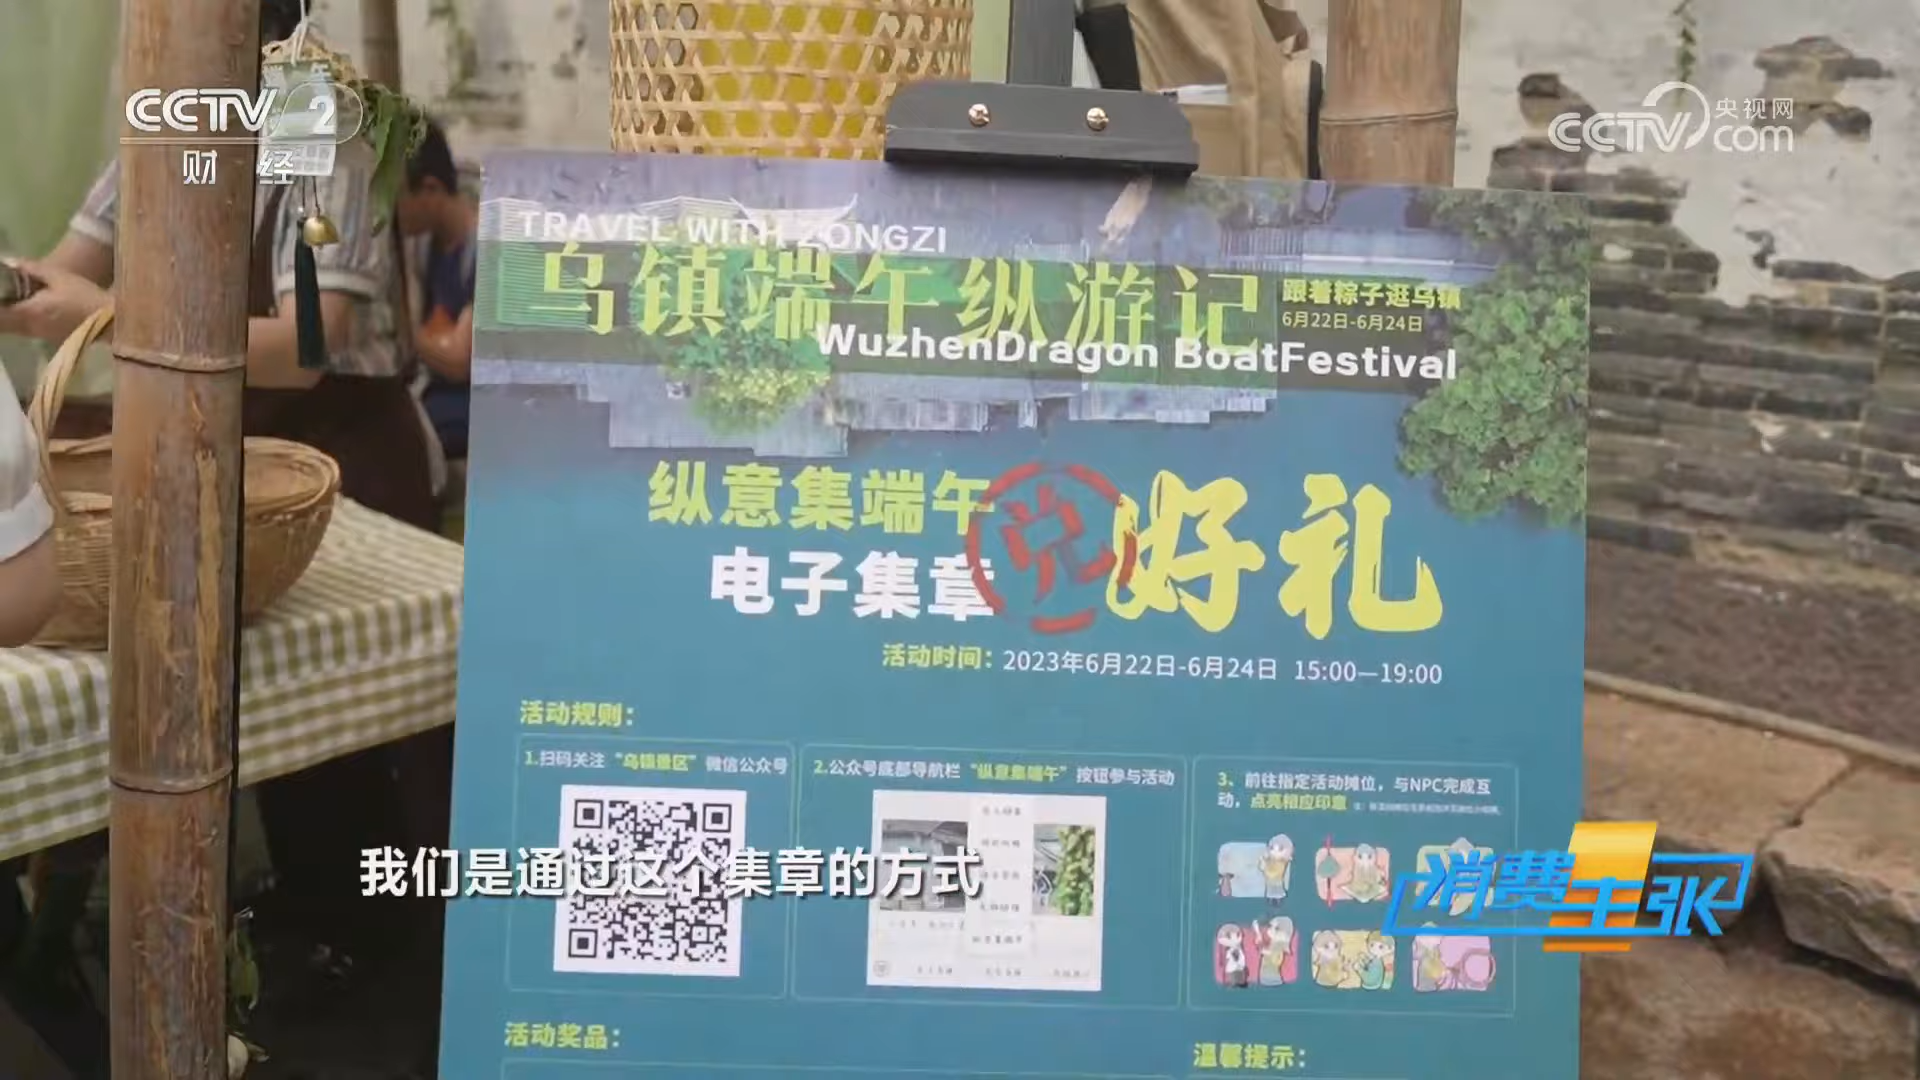 CCTV 2
财经
央视网
CCTV.com
TRAVEL WITH ZONGZI
乌镇端午纵游记
跟着粽子逛乌镇
6月22日-6月24日
WuzhenDragon BoatFestival
纵意集端午
电子集章
兑
好礼
活动时间：2023年6月22日-6月24日 15:00—19:00
活动规则：
1.扫码关注“乌镇景区”微信公众号
2.公众号底部导航栏“纵意集端午”按钮参与活动
3、前往指定活动摊位，与NPC完成互
动，点亮相应印章
我们是通过这个集章的方式
消费主张
活动奖品：
温馨提示：